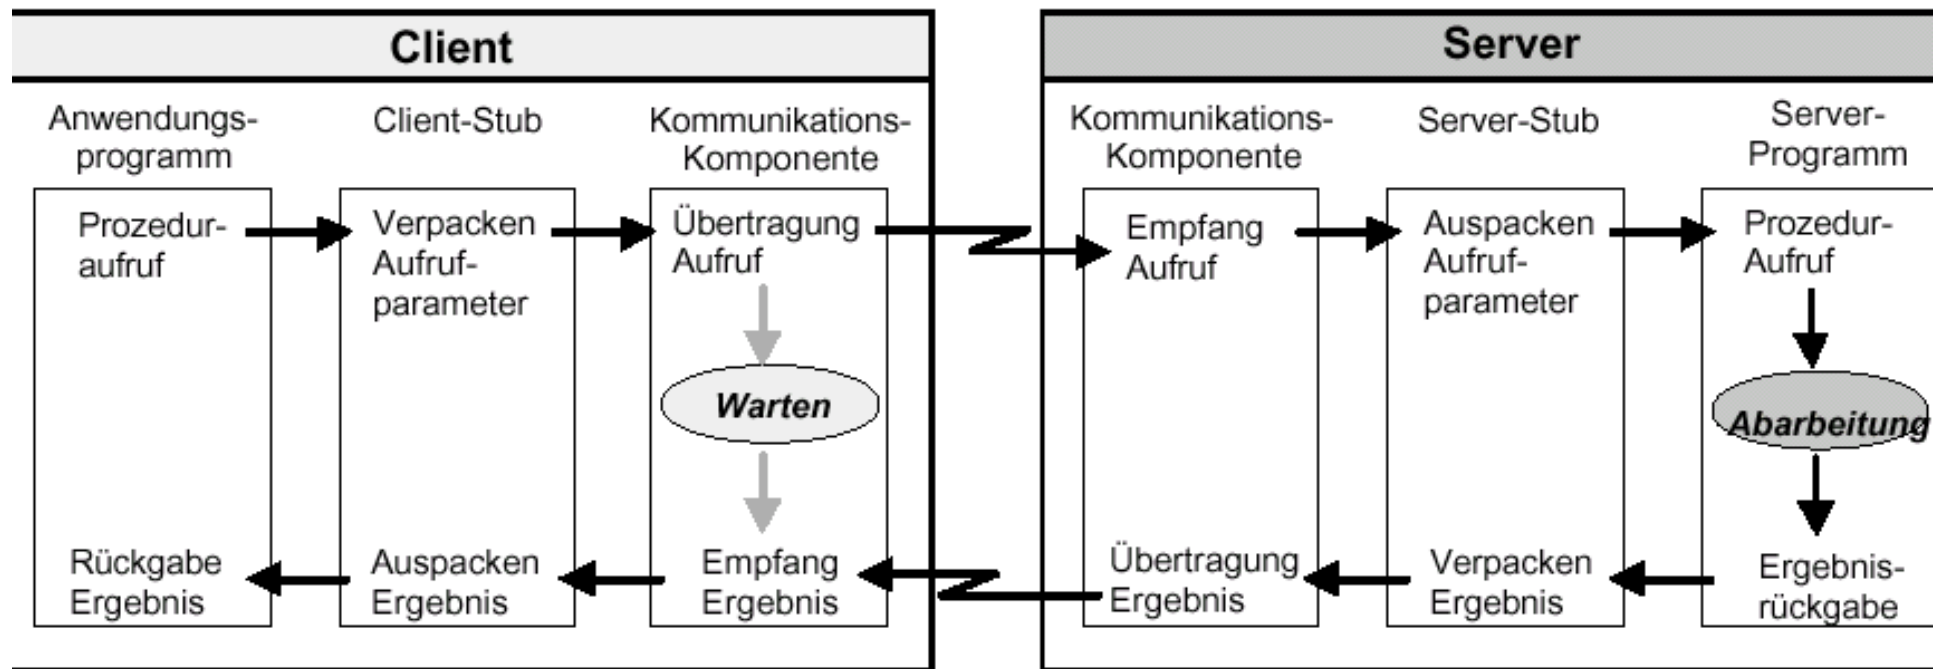 Client
Anwendungs-
programm
Client-Stub
Kommunikations-
Komponente
Prozedur-
aufruf
Verpacken
Aufruf-
parameter
Übertragung
Aufruf
Warten
Rückgabe
Ergebnis
Auspacken
Ergebnis
Empfang
Ergebnis
Server
Kommunikations-
Komponente
Server-Stub
Server-
Programm
Empfang
Aufruf
Auspacken
Aufruf-
parameter
Prozedur-
Aufruf
Abarbeitung
Übertragung
Ergebnis
Verpacken
Ergebnis
Ergebnis-
rückgabe